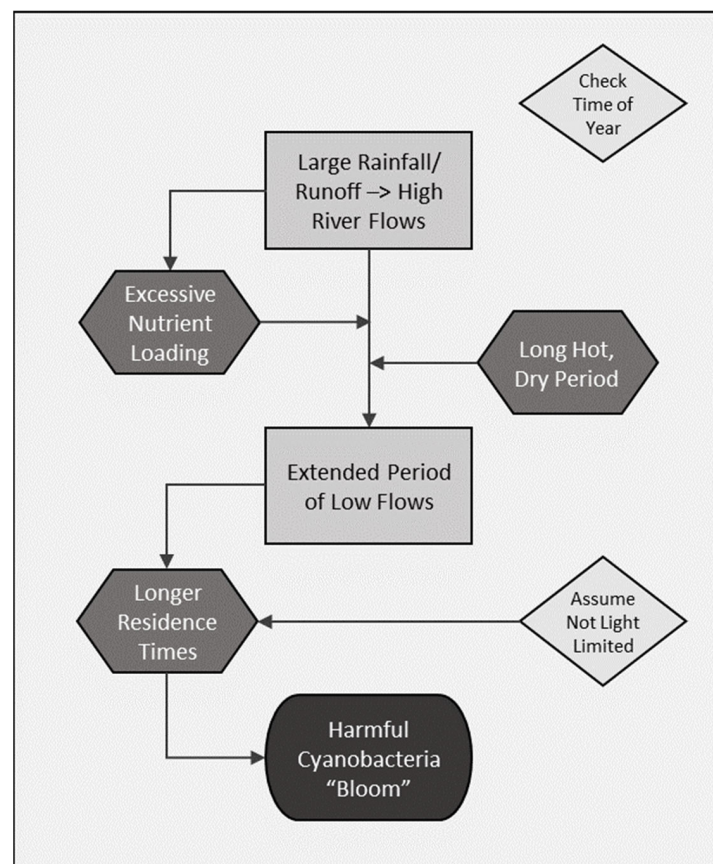 Check
Time of
Year
Large Rainfall/
Runoff –> High
River Flows
Excessive
Nutrient
Loading
Long Hot,
Dry Period
Extended Period
of Low Flows
Longer
Residence
Times
Assume
Not Light
Limited
Harmful
Cyanobacteria
“Bloom”